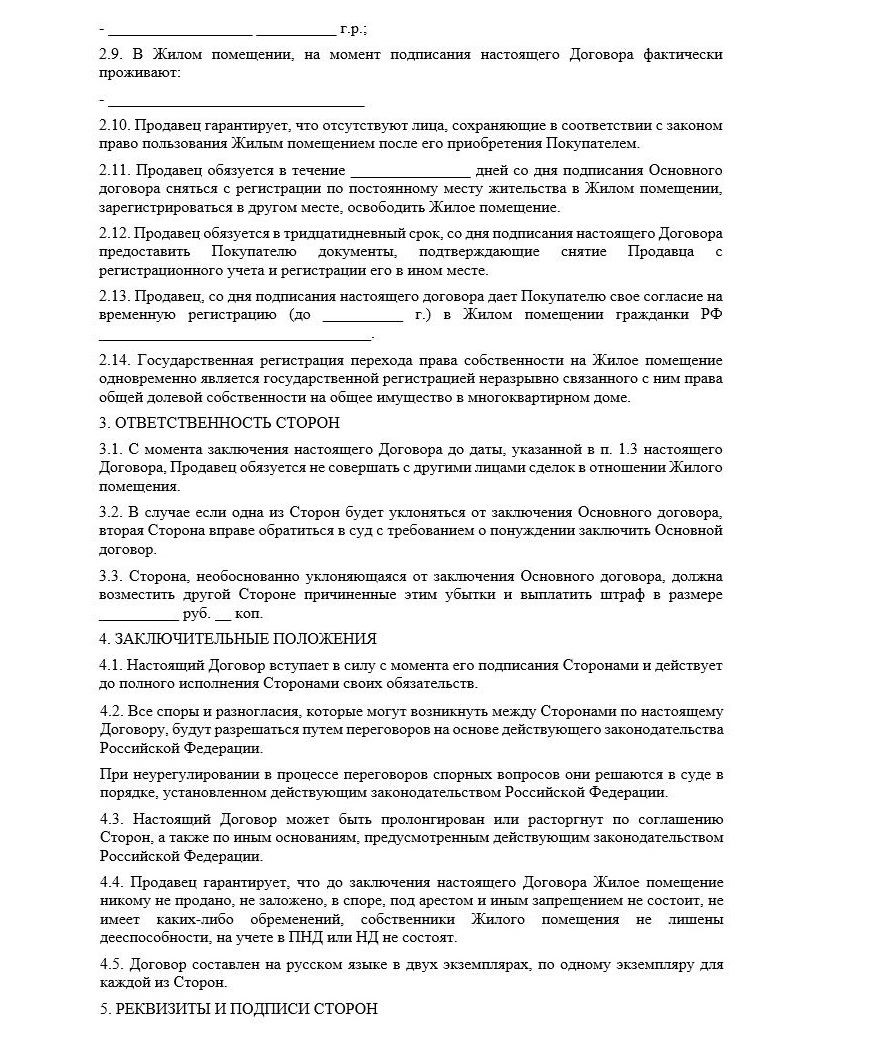 - ___________________ __________ г.р.;
2.9. В Жилом помещении, на момент подписания настоящего Договора фактически
проживают:
- ________________________________
2.10. Продавец гарантирует, что отсутствуют лица, сохраняющие в соответствии с законом
право пользования Жилым помещением после его приобретения Покупателем.
2.11. Продавец обязуется в течение _______________ дней со дня подписания Основного
договора сняться с регистрации по постоянному месту жительства в Жилом помещении,
зарегистрироваться в другом месте, освободить Жилое помещение.
2.12. Продавец обязуется в тридцатидневный срок, со дня подписания настоящего Договора
предоставить Покупателю документы, подтверждающие снятие Продавца с
регистрационного учета и регистрации его в ином месте.
2.13. Продавец, со дня подписания настоящего договора дает Покупателю свое согласие на
временную регистрацию (до __________ г.) в Жилом помещении гражданки РФ
__________________________________.
2.14. Государственная регистрация перехода права собственности на Жилое помещение
одновременно является государственной регистрацией неразрывно связанного с ним права
общей долевой собственности на общее имущество в многоквартирном доме.
3. ОТВЕТСТВЕННОСТЬ СТОРОН
3.1. С момента заключения настоящего Договора до даты, указанной в п. 1.3 настоящего
Договора, Продавец обязуется не совершать с другими лицами сделок в отношении Жилого
помещения.
3.2. В случае если одна из Сторон будет уклоняться от заключения Основного договора,
вторая Сторона вправе обратиться в суд с требованием о понуждении заключить Основной
договор.
3.3. Сторона, необоснованно уклоняющаяся от заключения Основного договора, должна
возместить другой Стороне причиненные этим убытки и выплатить штраф в размере
__________ руб. __ коп.
4. ЗАКЛЮЧИТЕЛЬНЫЕ ПОЛОЖЕНИЯ
4.1. Настоящий Договор вступает в силу с момента его подписания Сторонами и действует
до полного исполнения Сторонами своих обязательств.
4.2. Все споры и разногласия, которые могут возникнуть между Сторонами по настоящему
Договору, будут разрешаться путем переговоров на основе действующего законодательства
Российской Федерации.
При неурегулировании в процессе переговоров спорных вопросов они решаются в суде в
порядке, установленном действующим законодательством Российской Федерации.
4.3. Настоящий Договор может быть пролонгирован или расторгнут по соглашению
Сторон, а также по иным основаниям, предусмотренным действующим законодательством
Российской Федерации.
4.4. Продавец гарантирует, что до заключения настоящего Договора Жилое помещение
никому не продано, не заложено, в споре, под арестом и иным запрещением не состоит, не
имеет каких-либо обременений, собственники Жилого помещения не лишены
дееспособности, на учете в ПНД или НД не состоят.
4.5. Договор составлен на русском языке в двух экземплярах, по одному экземпляру для
каждой из Сторон.
5. РЕКВИЗИТЫ И ПОДПИСИ СТОРОН